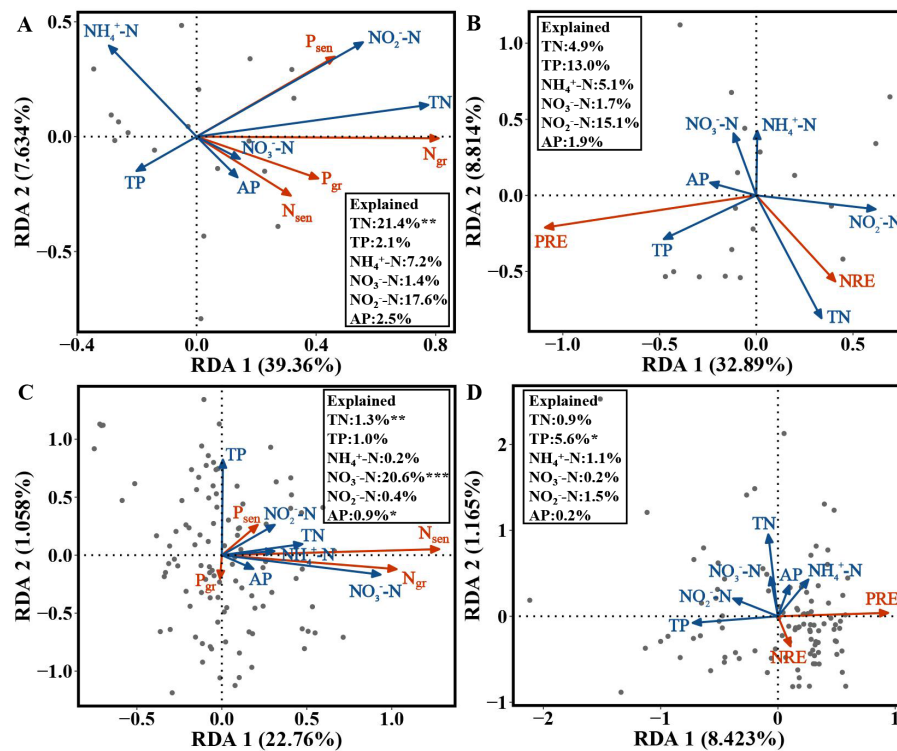 A
NH₄⁺-N
Pₛₑₙ
NO₂⁻-N
TN
NO₃⁻-N
N_gr
TP
AP
P_gr
Nₛₑₙ
Explained
TN:21.4%**
TP:2.1%
NH₄⁺-N:7.2%
NO₃⁻-N:1.4%
NO₂⁻-N:17.6%
AP:2.5%
0.5
0.0
−0.5
−0.4
0.0
0.4
0.8
RDA 2 (7.634%)
RDA 1 (39.36%)
B
Explained
TN:4.9%
TP:13.0%
NH₄⁺-N:5.1%
NO₃⁻-N:1.7%
NO₂⁻-N:15.1%
AP:1.9%
NO₃⁻-N
NH₄⁺-N
AP
NO₂⁻-N
PRE
TP
NRE
TN
1.0
0.5
0.0
−0.5
−1.0
0.0
0.5
RDA 2 (8.814%)
RDA 1 (32.89%)
C
Explained
TN:1.3%**
TP:1.0%
NH₄⁺-N:0.2%
NO₃⁻-N:20.6%***
NO₂⁻-N:0.4%
AP:0.9%*
TP
Pₛₑₙ
NO₂⁻-N
TN
Nₛₑₙ
NH₄⁺-N
AP
N_gr
P_gr
NO₃⁻-N
1.0
0.5
0.0
−0.5
−1.0
−0.5
0.0
0.5
1.0
RDA 2 (1.058%)
RDA 1 (22.76%)
D
Explained
TN:0.9%
TP:5.6%*
NH₄⁺-N:1.1%
NO₃⁻-N:0.2%
NO₂⁻-N:1.5%
AP:0.2%
TN
NO₃⁻-N
AP
NH₄⁺-N
NO₂⁻-N
PRE
TP
NRE
2
1
0
−1
−2
−1
0
1
RDA 2 (1.165%)
RDA 1 (8.423%)